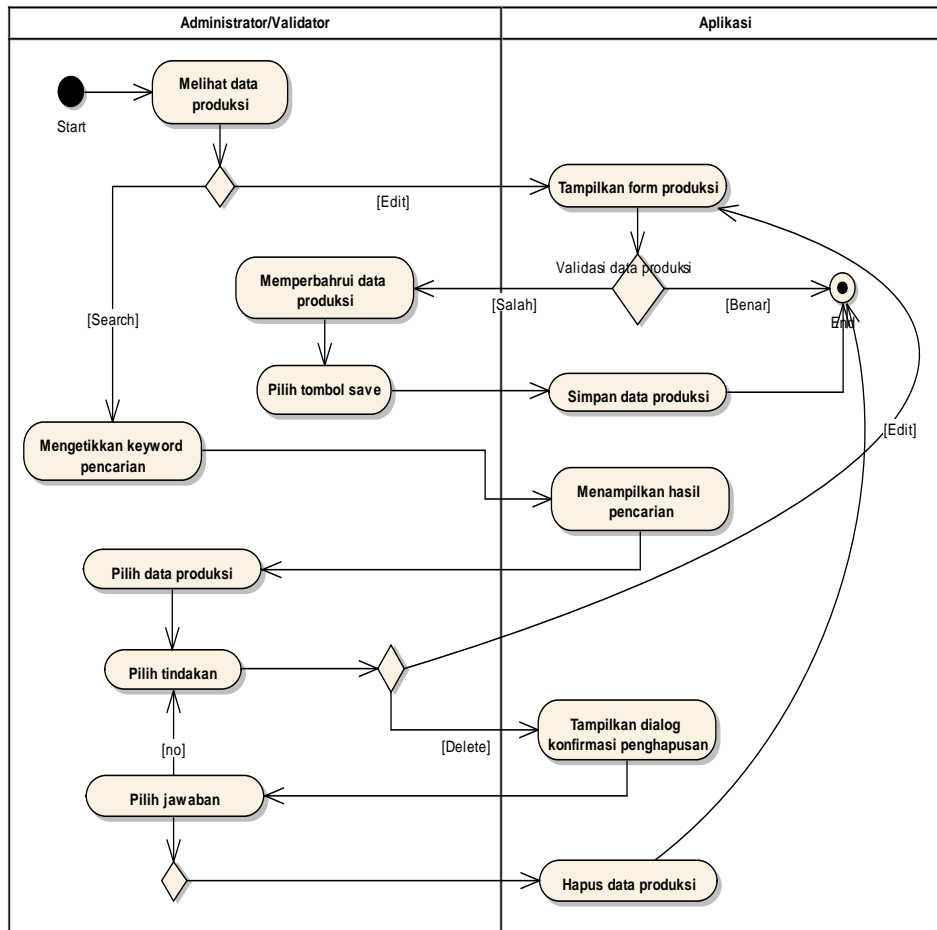 Administrator/Validator
Aplikasi
Melihat data
produksi
Start
[Edit]
Tampilkan form produksi
Validasi data produksi
Memperbahrui data
produksi
[Salah]
[Benar]
End
[Search]
Pilih tombol save
Simpan data produksi
[Edit]
Mengetikkan keyword
pencarian
Menampilkan hasil
pencarian
Pilih data produksi
Pilih tindakan
Tampilkan dialog
konfirmasi penghapusan
[Delete]
[no]
Pilih jawaban
Hapus data produksi